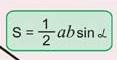 S = 1/2 ab sin α